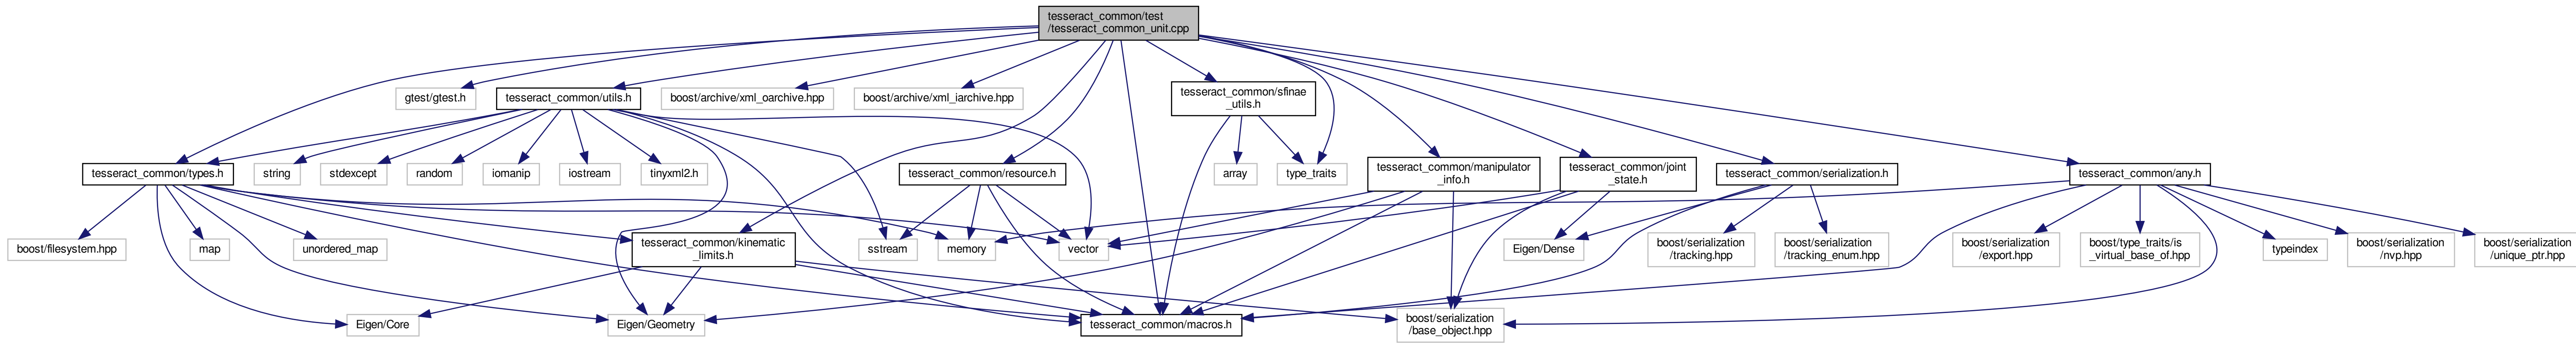 tesseract_common/test
/tesseract_common_unit.cpp
gtest/gtest.h
tesseract_common/utils.h
boost/archive/xml_oarchive.hpp
boost/archive/xml_iarchive.hpp
tesseract_common/sfinae
_utils.h
tesseract_common/types.h
string
stdexcept
random
iomanip
iostream
tinyxml2.h
tesseract_common/resource.h
array
type_traits
tesseract_common/manipulator
_info.h
tesseract_common/joint
_state.h
tesseract_common/serialization.h
tesseract_common/any.h
boost/filesystem.hpp
map
unordered_map
tesseract_common/kinematic
_limits.h
sstream
memory
vector
Eigen/Dense
boost/serialization
/tracking.hpp
boost/serialization
/tracking_enum.hpp
boost/serialization
/export.hpp
boost/type_traits/is
_virtual_base_of.hpp
typeindex
boost/serialization
/nvp.hpp
boost/serialization
/unique_ptr.hpp
Eigen/Core
Eigen/Geometry
tesseract_common/macros.h
boost/serialization
/base_object.hpp